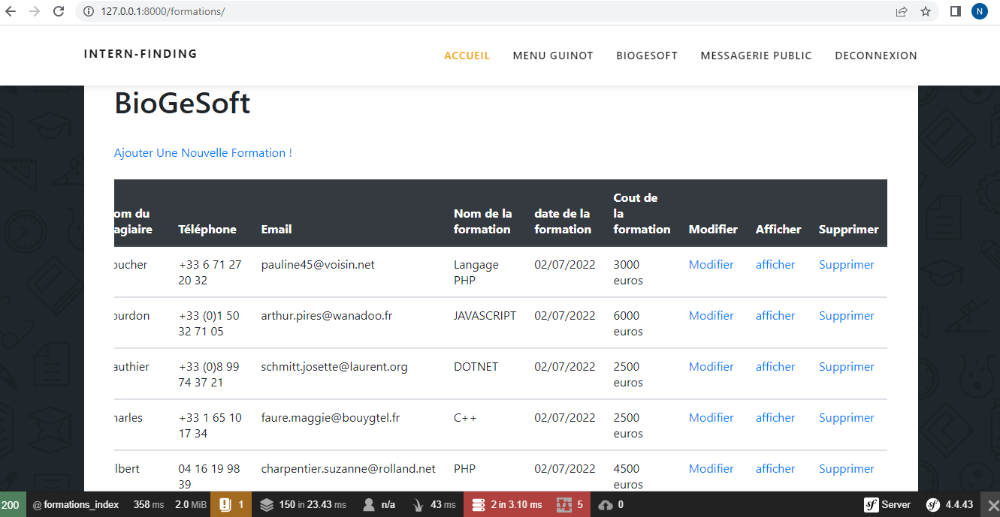 127.0.0.1:8000/formations/
N
INTERN-FINDING
ACCUEIL MENU GUINOT BIOGESOFT MESSAGERIE PUBLIC DECONNEXION
BioGeSoft
Ajouter Une Nouvelle Formation !
Cout de
om du Nom de la date de la la
agiaire Téléphone Email formation formation formation Modifier Afficher Supprimer
oucher +33 6 71 27 pauline45@voisin.net Langage 02/07/2022 3000 Modifier afficher Supprimer
20 32 PHP euros
ourdon +33 (0)1 50 arthur.pires@wanadoo.fr JAVASCRIPT 02/07/2022 6000 Modifier afficher Supprimer
32 71 05 euros
authier +33 (0)8 99 schmitt.josette@laurent.org DOTNET 02/07/2022 2500 Modifier afficher Supprimer
74 37 21 euros
harles +33 1 65 10 faure.maggie@bouygtel.fr C++ 02/07/2022 2500 Modifier afficher Supprimer
17 34 euros
lbert 04 16 19 98 charpentier.suzanne@rolland.net PHP 02/07/2022 4500 Modifier afficher Supprimer
39 euros
200 @ formations_index 358 ms 2.0 MiB 1 150 in 23.43 ms n/a 43 ms 2 in 3.10 ms 5 0 Server 4.4.43